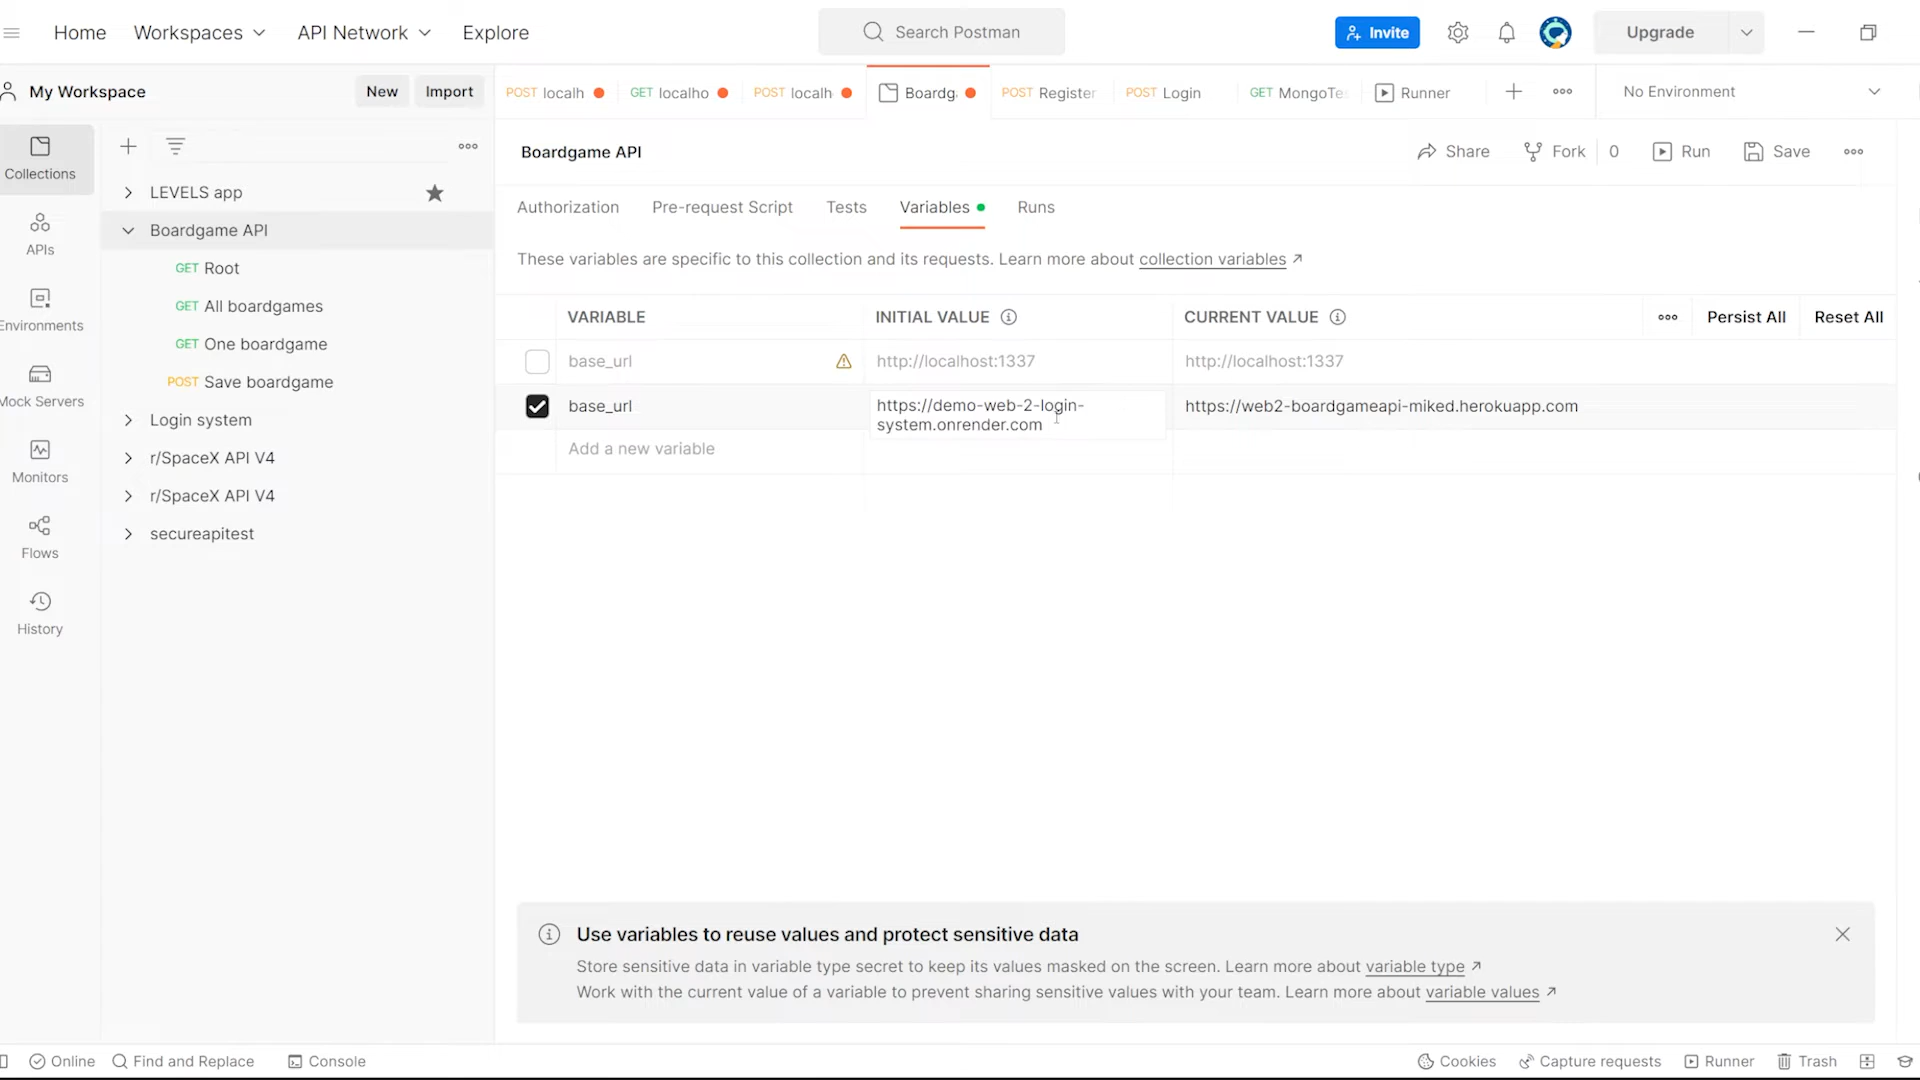 Home Workspaces API Network Explore Search Postman Invite Upgrade
My Workspace New Import POST localh GET localho POST localh Boardg. POST Register POST Login GET MongoTe Runner No Environment
Boardgame API Share Fork 0 Run Save
Collections
LEVELS app
Authorization Pre-request Script Tests Variables Runs
Boardgame API
APIs
These variables are specific to this collection and its requests. Learn more about collection variables ↗
GET Root
GET All boardgames
VARIABLE INITIAL VALUE CURRENT VALUE Persist All Reset All
Environments
GET One boardgame
base_url http://localhost:1337 http://localhost:1337
POST Save boardgame
Mock Servers
base_url https://demo-web-2-login- https://web2-boardgameapi-miked.herokuapp.com
system.onrender.com
Login system
Add a new variable
r/SpaceX API V4
Monitors
r/SpaceX API V4
secureapitest
Flows
History
Use variables to reuse values and protect sensitive data
Store sensitive data in variable type secret to keep its values masked on the screen. Learn more about variable type ↗
Work with the current value of a variable to prevent sharing sensitive values with your team. Learn more about variable values ↗
Online Find and Replace Console Cookies Capture requests Runner Trash